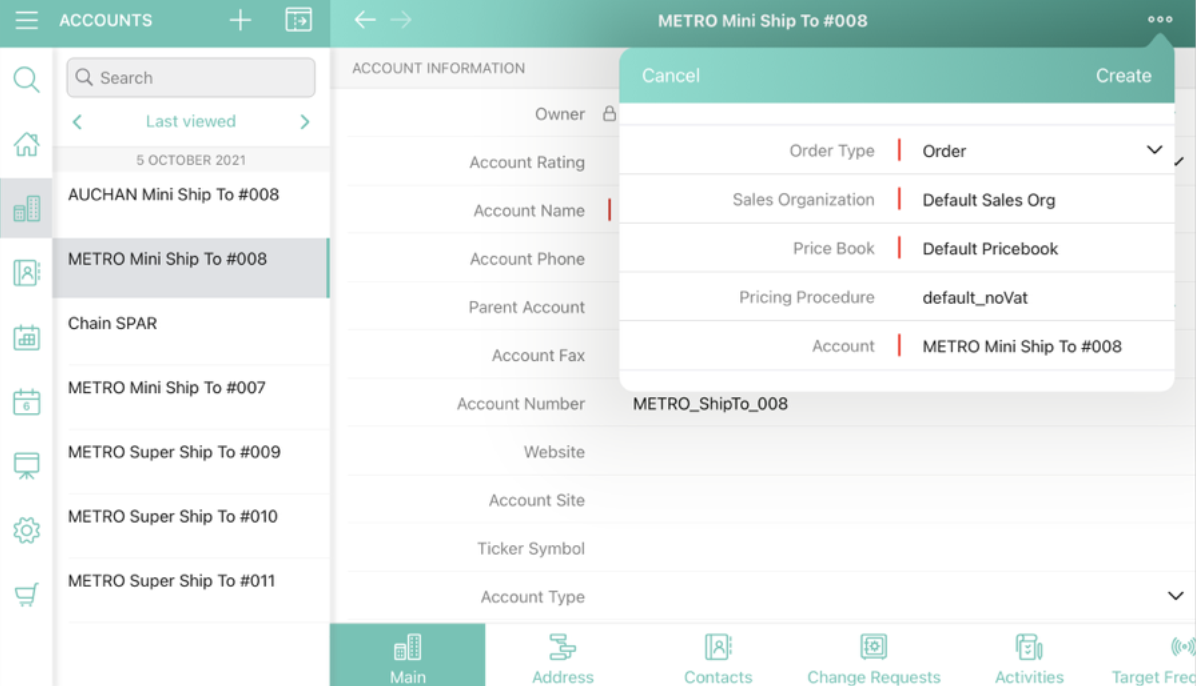 ACCOUNTS
METRO Mini Ship To #008
Search
Last viewed
5 OCTOBER 2021
AUCHAN Mini Ship To #008
METRO Mini Ship To #008
Chain SPAR
METRO Mini Ship To #007
METRO Super Ship To #009
METRO Super Ship To #010
METRO Super Ship To #011
6
ACCOUNT INFORMATION
Owner
Account Rating
Account Name
Account Phone
Parent Account
Account Fax
Account Number METRO_ShipTo_008
Website
Account Site
Ticker Symbol
Account Type
Cancel Create
Order Type Order
Sales Organization Default Sales Org
Price Book Default Pricebook
Pricing Procedure default_noVat
Account METRO Mini Ship To #008
Main Address Contacts Change Requests Activities Target Freq